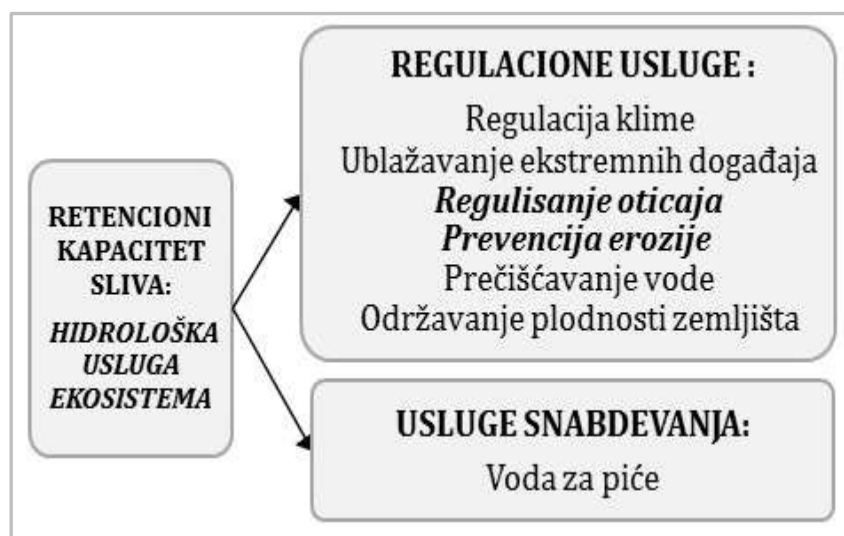 RETENCIONI
KAPACITET
SLIVA:
HIDROLOŠKA
USLUGA
EKOSISTEMA
REGULACIONE USLUGE :
Regulacija klime
Ublažavanje ekstremnih događaja
Regulisanje oticaja
Prevencija erozije
Prečišćavanje vode
Održavanje plodnosti zemljišta
USLUGE SNABDEVANJA:
Voda za piće